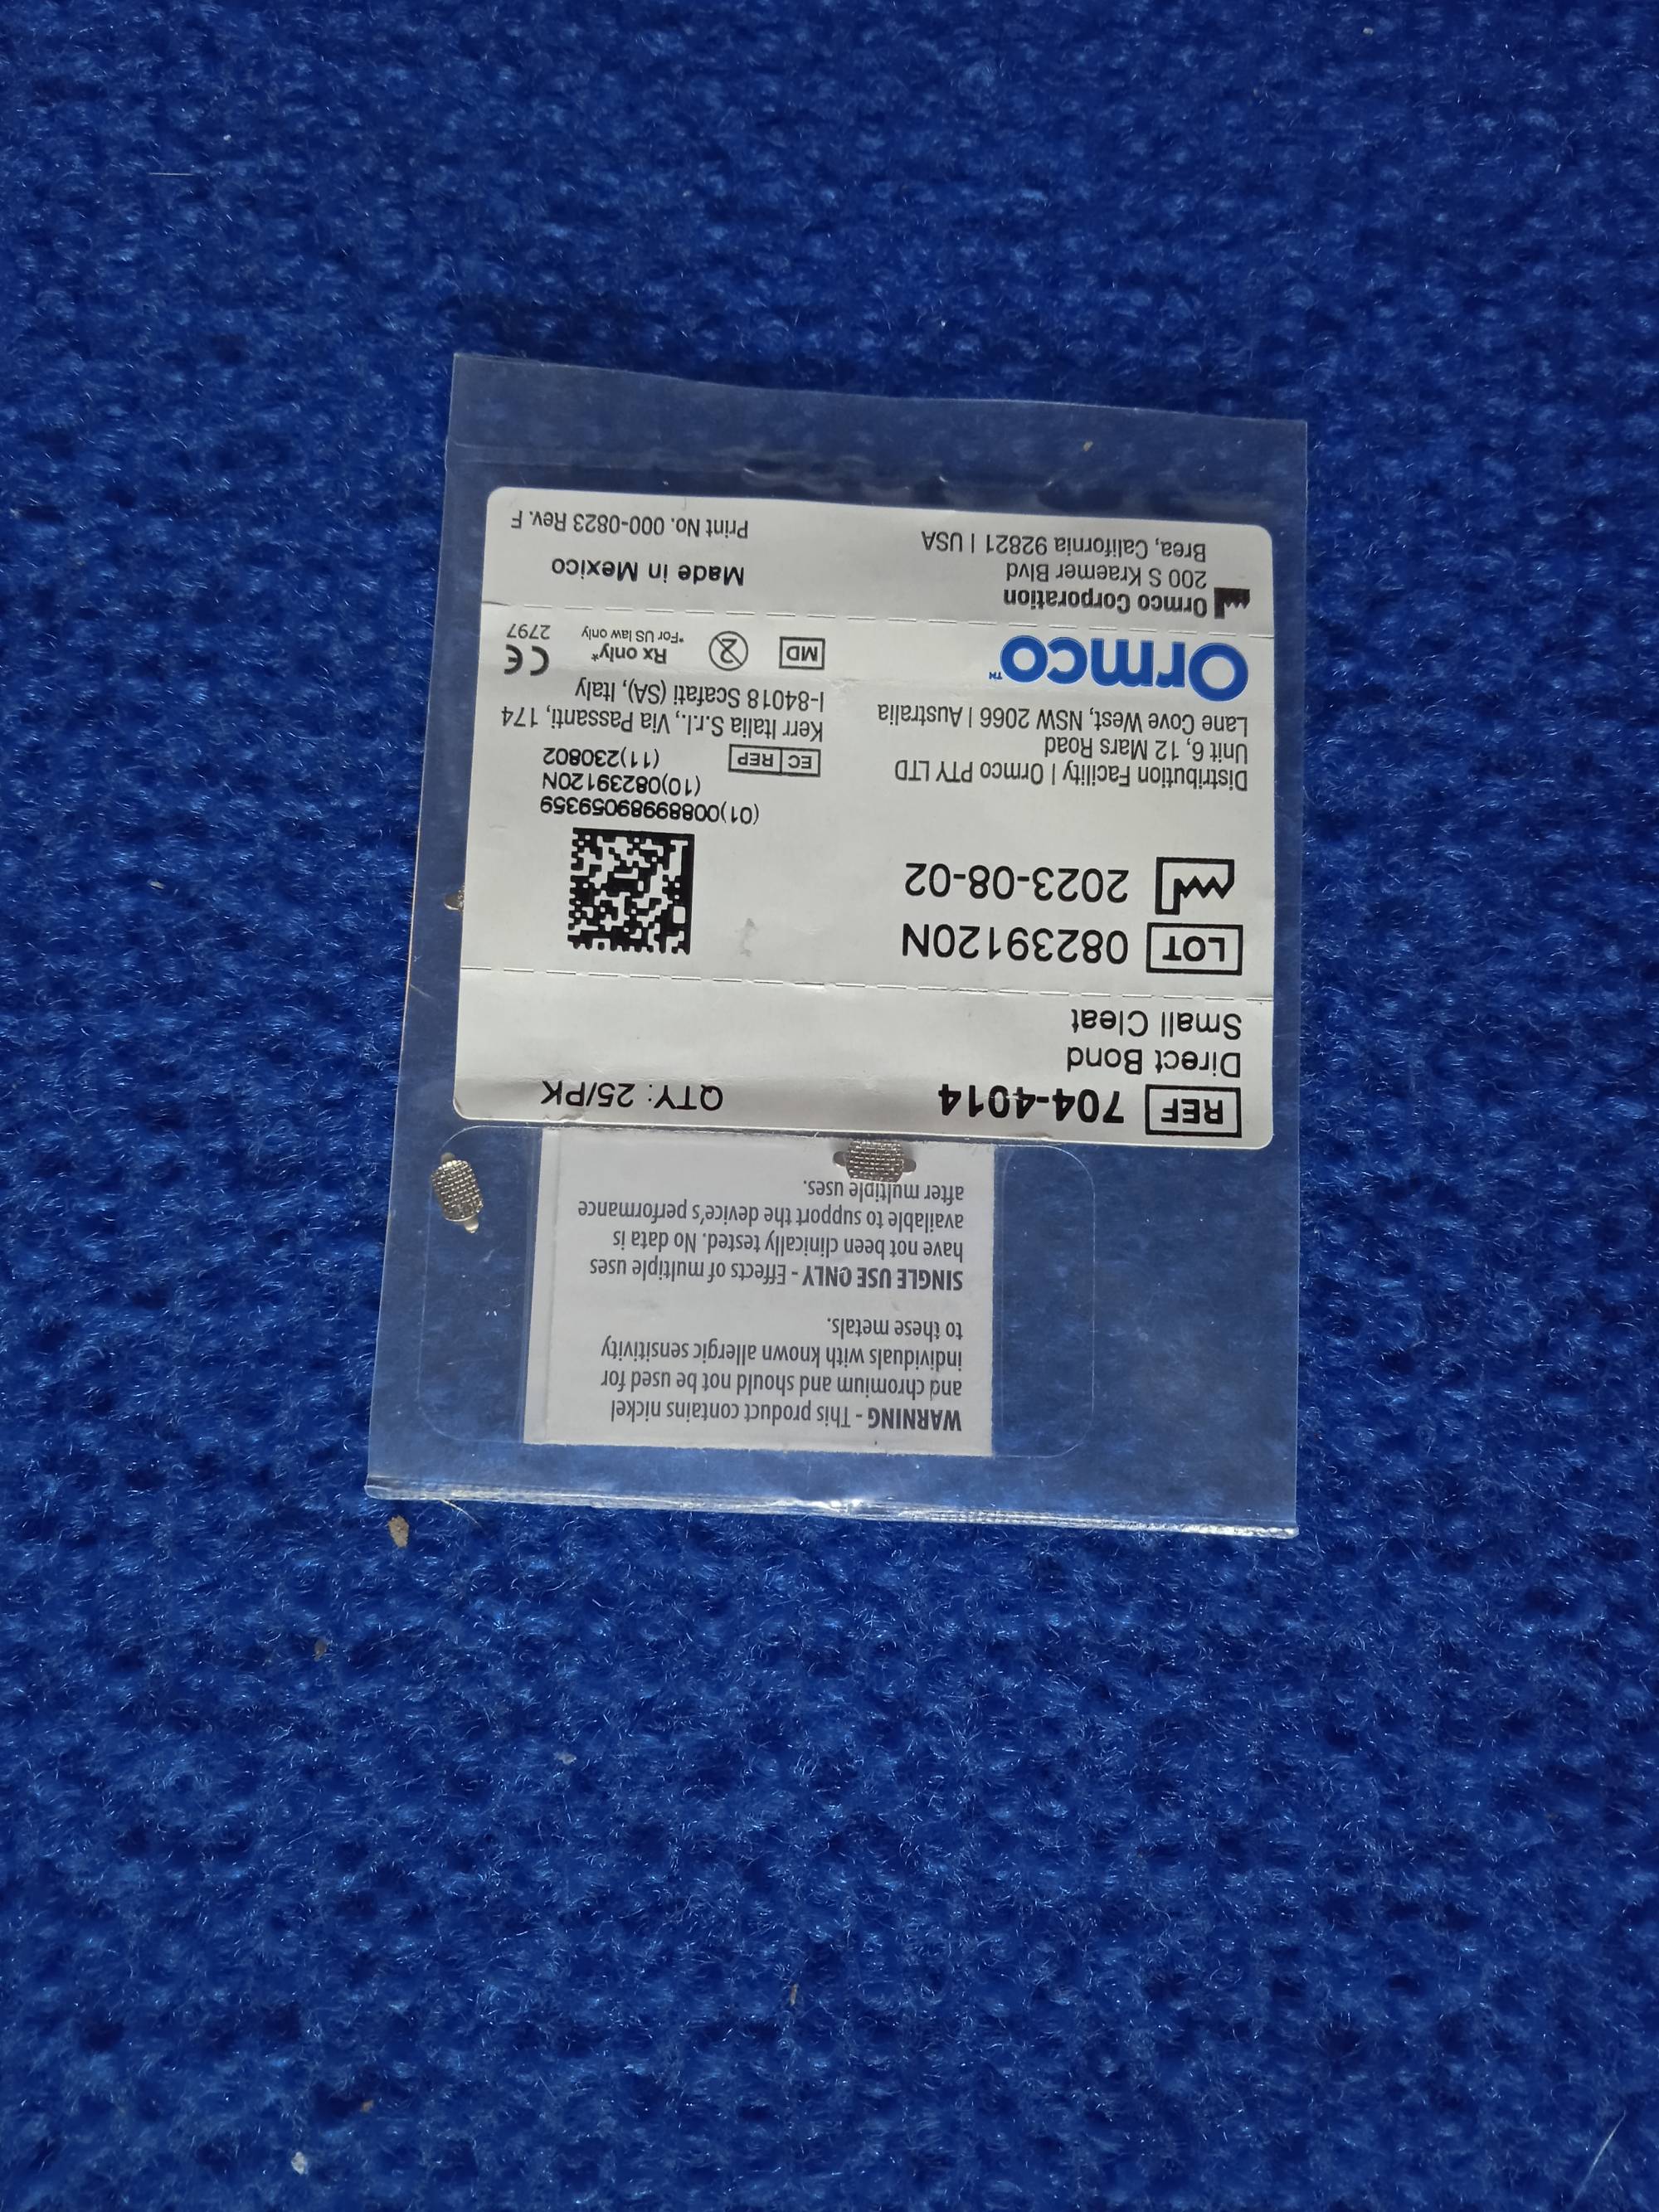 WARNING - This product contains nickel
and chromium and should not be used for
individuals with known allergic sensitivity
to these metals.
SINGLE USE ONLY - Effects of multiple uses
have not been clinically tested. No data is
available to support the device's performance
after multiple uses.
REF 704-4014 QTY: 25/PK
Direct Bond
Small Cleat
LOT 08239120N
2023-08-02
(01)00889989059359
(10)08239120N
(11)230802
Distribution Facility | Ormco PTY LTD
Unit 6, 12 Mars Road
Lane Cove West, NSW 2066 | Australia
EC REP
Kerr Italia S.r.l., Via Passanti, 174
I-84018 Scafati (SA), Italy
Ormco™
MD 2 Rx only* CE
*For US law only 2797
Ormco Corporation
200 S Kraemer Blvd
Brea, California 92821 | USA
Made in Mexico
Print No. 000-0823 Rev. F